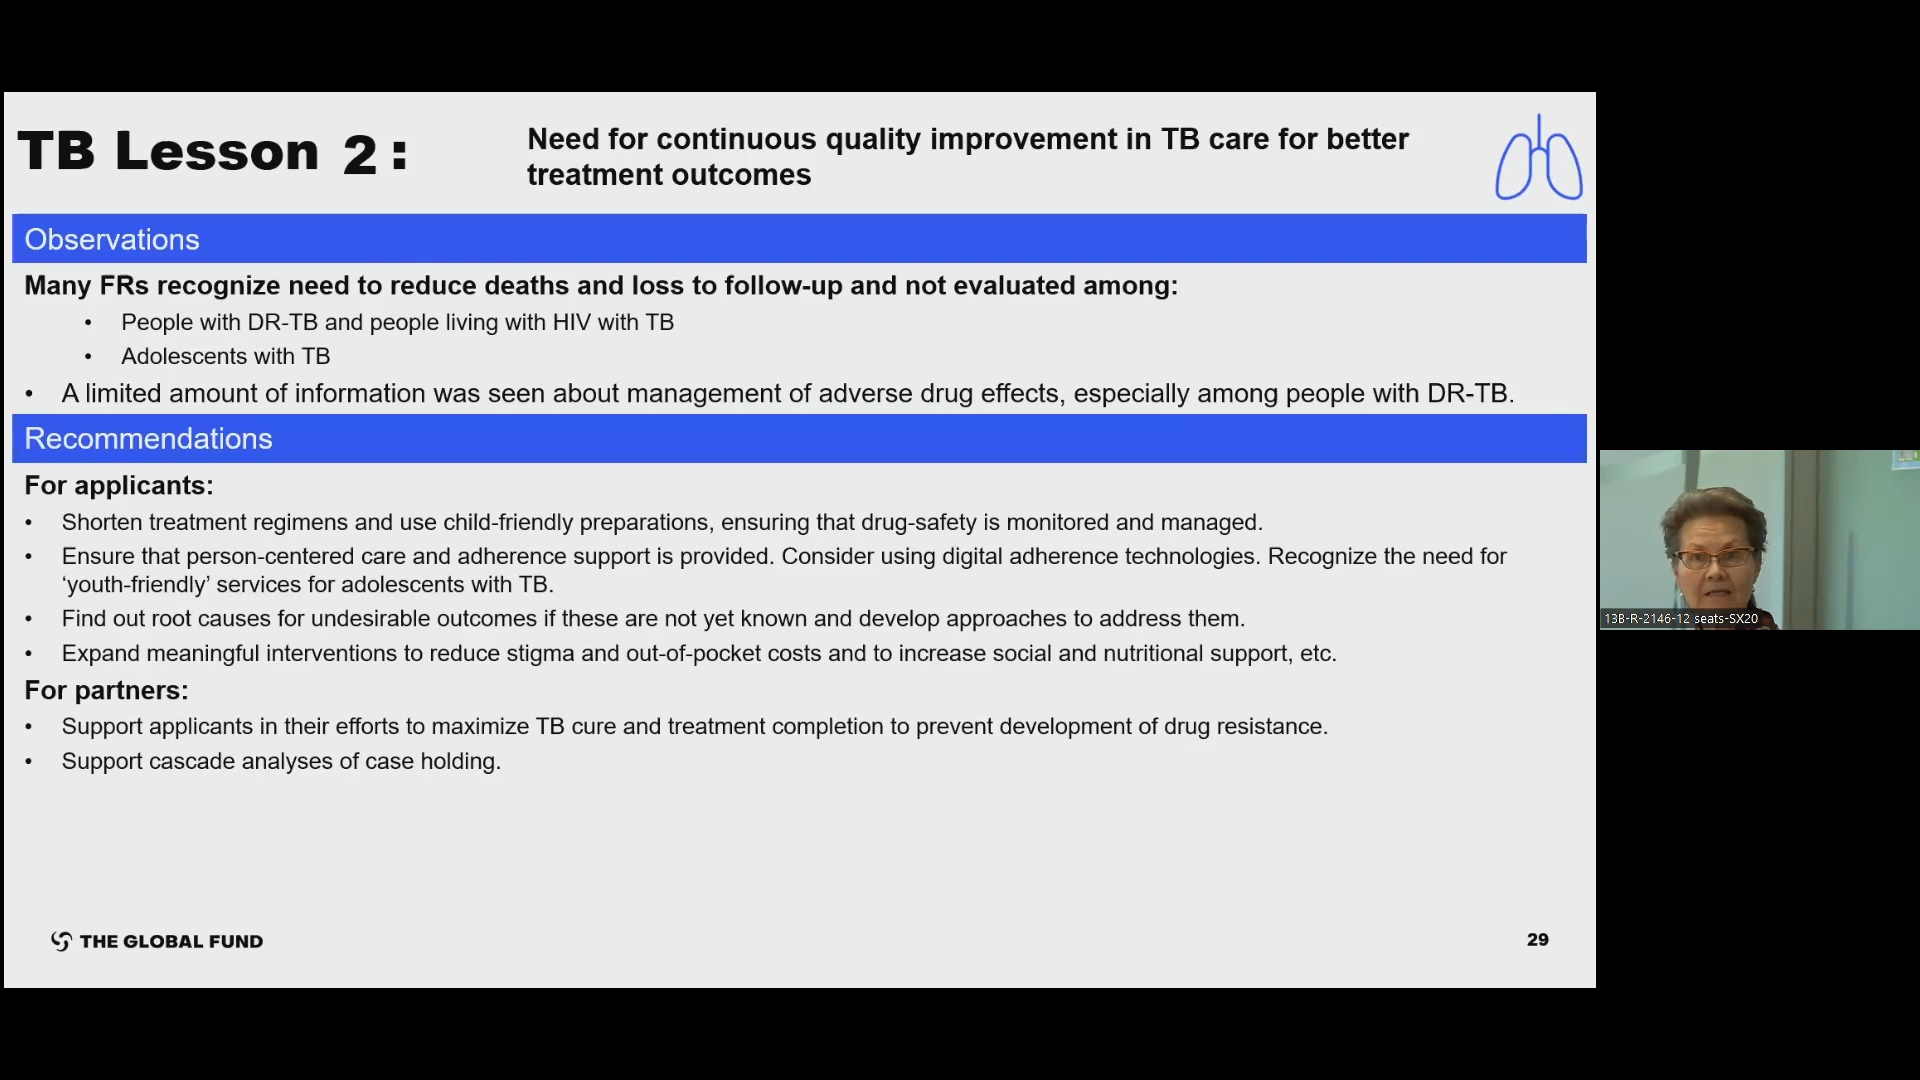 TB Lesson 2 :
Need for continuous quality improvement in TB care for better
treatment outcomes
Observations
Many FRs recognize need to reduce deaths and loss to follow-up and not evaluated among:
• People with DR-TB and people living with HIV with TB
• Adolescents with TB
• A limited amount of information was seen about management of adverse drug effects, especially among people with DR-TB.
Recommendations
For applicants:
• Shorten treatment regimens and use child-friendly preparations, ensuring that drug-safety is monitored and managed.
• Ensure that person-centered care and adherence support is provided. Consider using digital adherence technologies. Recognize the need for
‘youth-friendly’ services for adolescents with TB.
• Find out root causes for undesirable outcomes if these are not yet known and develop approaches to address them.
• Expand meaningful interventions to reduce stigma and out-of-pocket costs and to increase social and nutritional support, etc.
For partners:
• Support applicants in their efforts to maximize TB cure and treatment completion to prevent development of drug resistance.
• Support cascade analyses of case holding.
THE GLOBAL FUND
29
13B-R-2146-12 seats-SX20